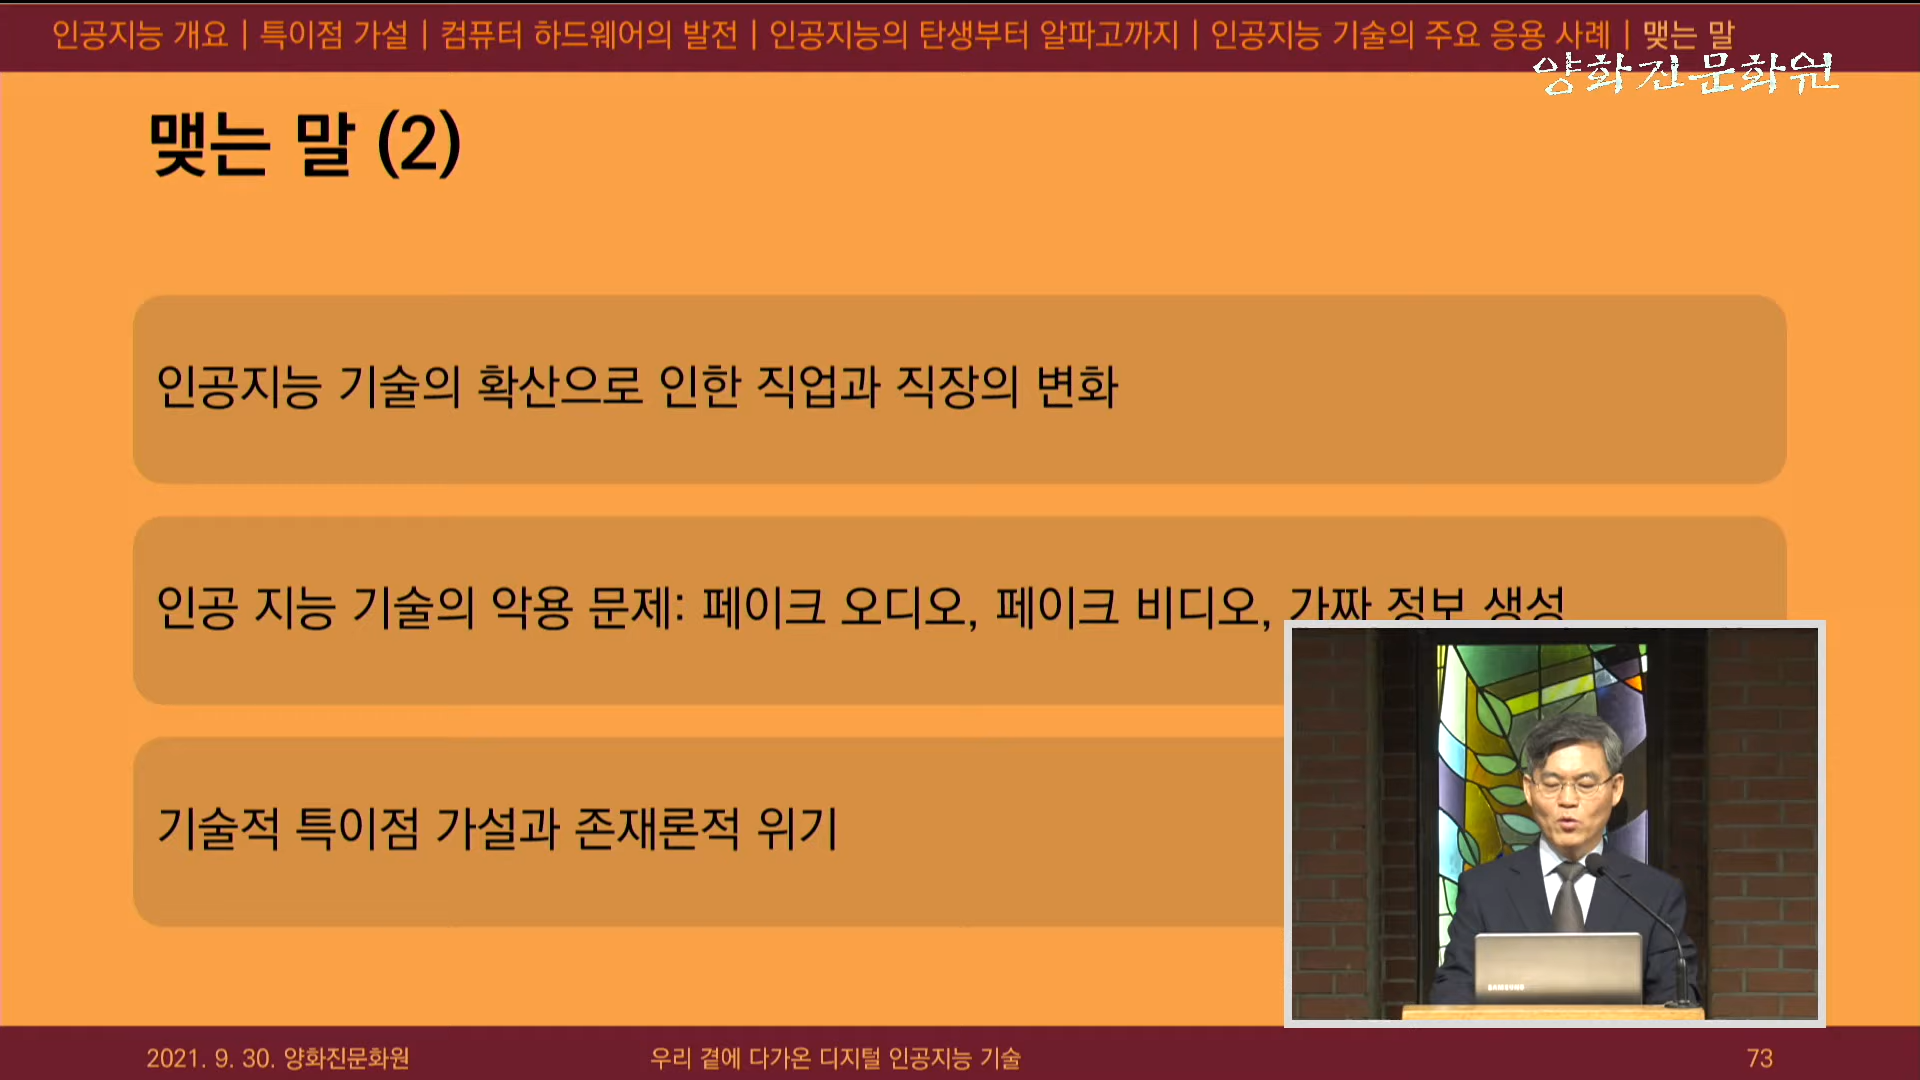 인공지능 개요 | 특이점 가설 | 컴퓨터 하드웨어의 발전 | 인공지능의 탄생부터 알파고까지 | 인공지능 기술의 주요 응용 사례 | 맺는 말
양화진문화원
맺는 말 (2)
인공지능 기술의 확산으로 인한 직업과 직장의 변화
인공 지능 기술의 악용 문제: 페이크 오디오, 페이크 비디오, 가짜 정보 생성
기술적 특이점 가설과 존재론적 위기
SAMSUNG
2021. 9. 30. 양화진문화원
우리 곁에 다가온 디지털 인공지능 기술
73